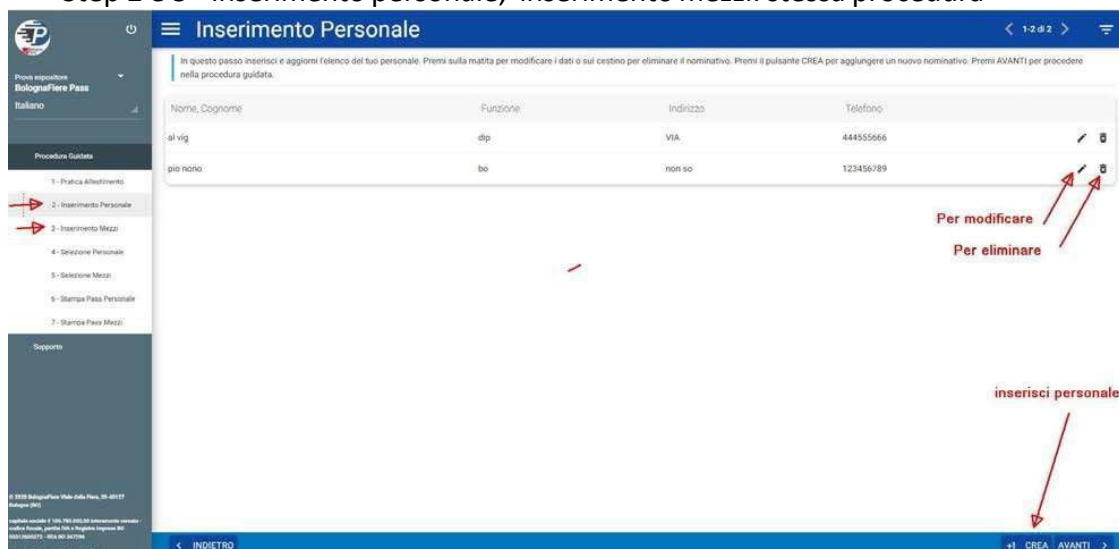 Step 2 e 3 - Inserimento personale, inserimento mezzi: stessa procedura
Inserimento Personale
1-2 di 2
Prova espositore
BolognaFiere Pass
Italiano
In questo passo inserisci e aggiorni l'elenco del tuo personale. Premi sulla matita per modificare i dati o sul cestino per eliminare il nominativo. Premi il pulsante CREA per aggiungere un nuovo nominativo. Premi AVANTI per procedere
nella procedura guidata.
Nome, Cognome Funzione Indirizzo Telefono
al vig dip VIA 444555666
pio nono bo non so 123456789
Procedura Guidata
1 - Pratica Allestimento
2 - Inserimento Personale
3 - Inserimento Mezzi
4 - Selezione Personale
5 - Selezione Mezzi
6 - Stampa Pass Personale
7 - Stampa Pass Mezzi
Supporto
Per modificare
Per eliminare
inserisci personale
INDIETRO
+1 CREA AVANTI